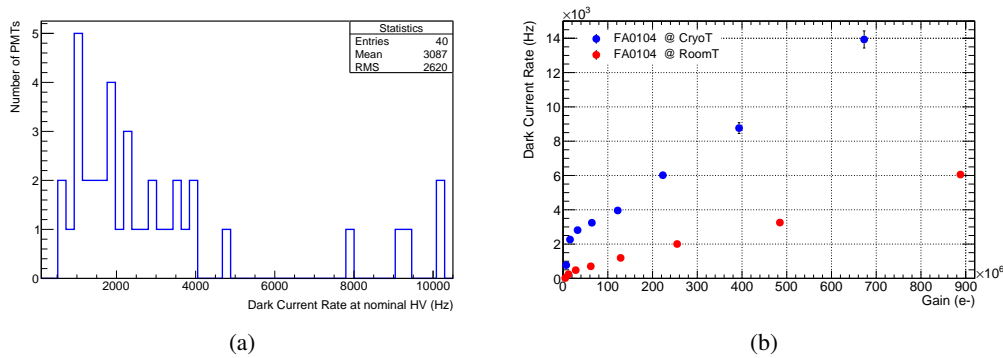 Statistics
Entries 40
Mean 3087
RMS 2620
Number of PMTs
5
4
3
2
1
0
2000 4000 6000 8000 10000
Dark Current Rate at nominal HV (Hz)
(a)
×10³
Dark Current Rate (Hz)
FA0104 @ CryoT
FA0104 @ RoomT
14
12
10
8
6
4
2
0
0 100 200 300 400 500 600 700 800 900
×10⁶
Gain (e-)
(b)